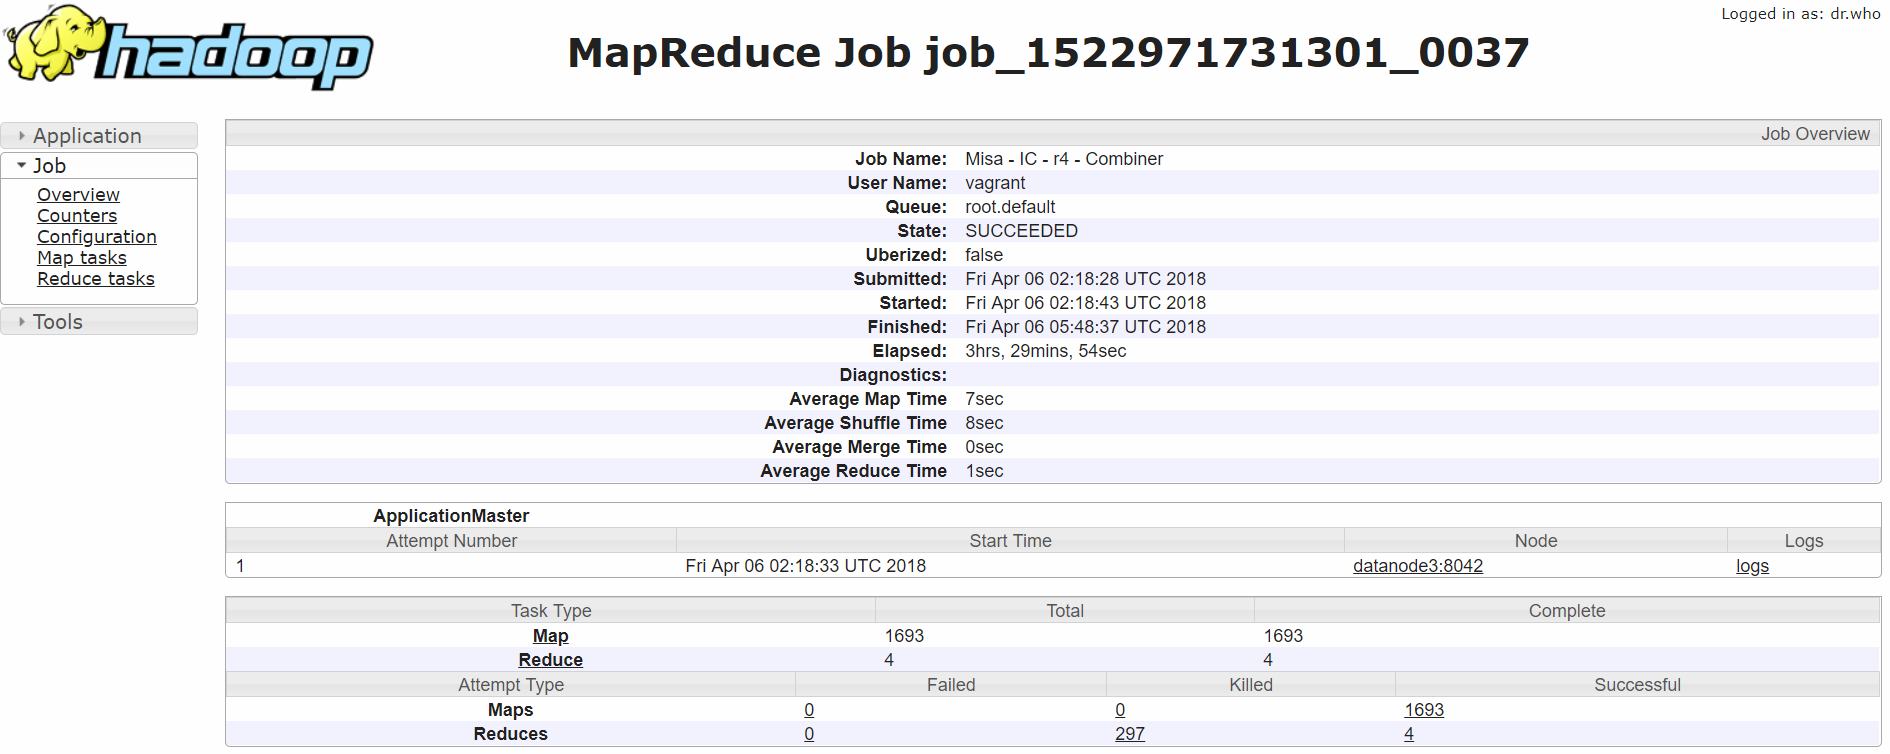 Logged in as: dr.who
hadoop
MapReduce Job job_1522971731301_0037
Application
Job
Overview
Counters
Configuration
Map tasks
Reduce tasks
Tools
Job Overview
Job Name: Misa - IC - r4 - Combiner
User Name: vagrant
Queue: root.default
State: SUCCEEDED
Uberized: false
Submitted: Fri Apr 06 02:18:28 UTC 2018
Started: Fri Apr 06 02:18:43 UTC 2018
Finished: Fri Apr 06 05:48:37 UTC 2018
Elapsed: 3hrs, 29mins, 54sec
Diagnostics:
Average Map Time 7sec
Average Shuffle Time 8sec
Average Merge Time 0sec
Average Reduce Time 1sec
ApplicationMaster
Attempt Number Start Time Node Logs
1 Fri Apr 06 02:18:33 UTC 2018 datanode3:8042 logs
Task Type Total Complete
Map 1693 1693
Reduce 4 4
Attempt Type Failed Killed Successful
Maps 0 0 1693
Reduces 0 297 4